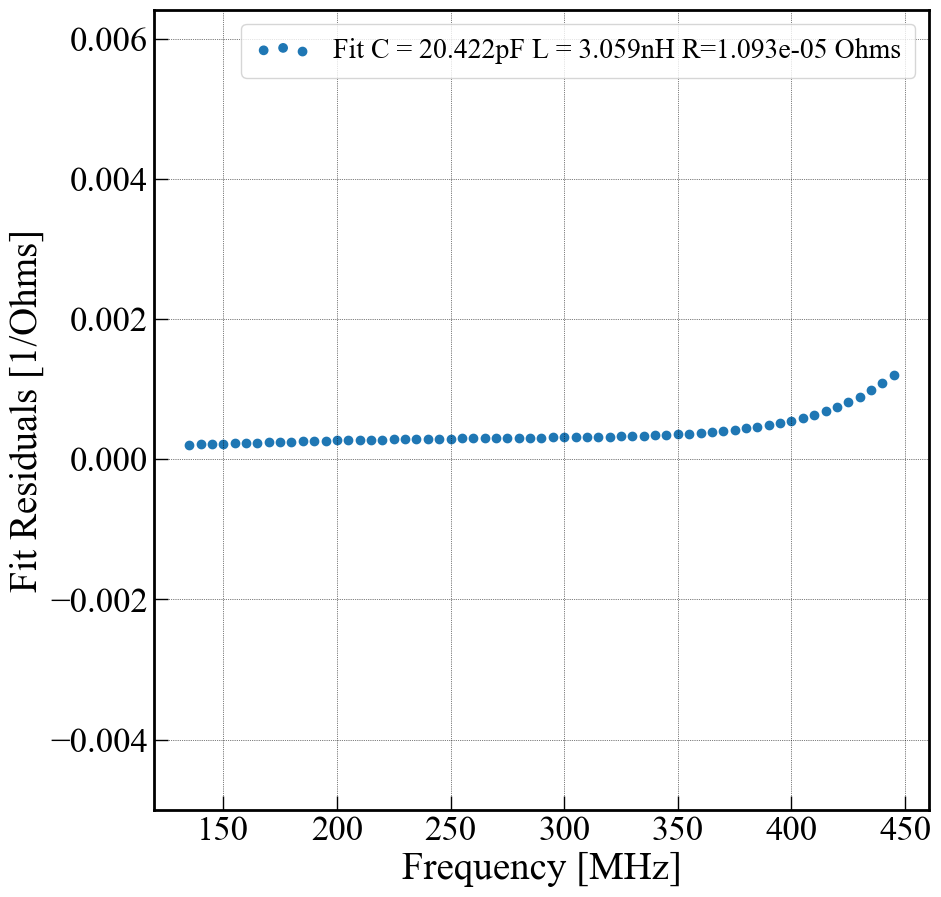 Fit C = 20.422pF L = 3.059nH R=1.093e-05 Ohms
0.006
0.004
0.002
0.000
−0.002
−0.004
Fit Residuals [1/Ohms]
150 200 250 300 350 400 450
Frequency [MHz]